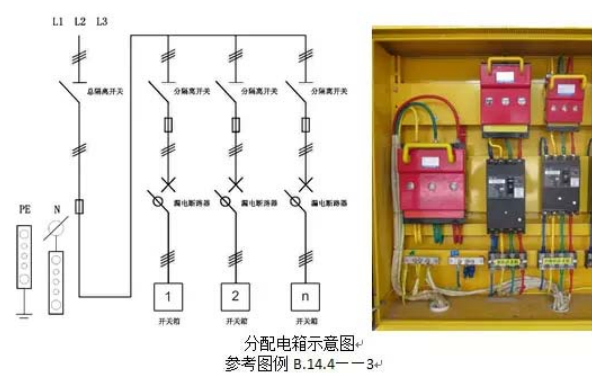 L1 L2 L3
总隔离开关 分隔离开关 分隔离开关 分隔离开关
PE N
漏电断路器 漏电断路器 漏电断路器
1 2 n
开关箱 开关箱 开关箱
分配电箱示意图
参考图例 B.14.4——3